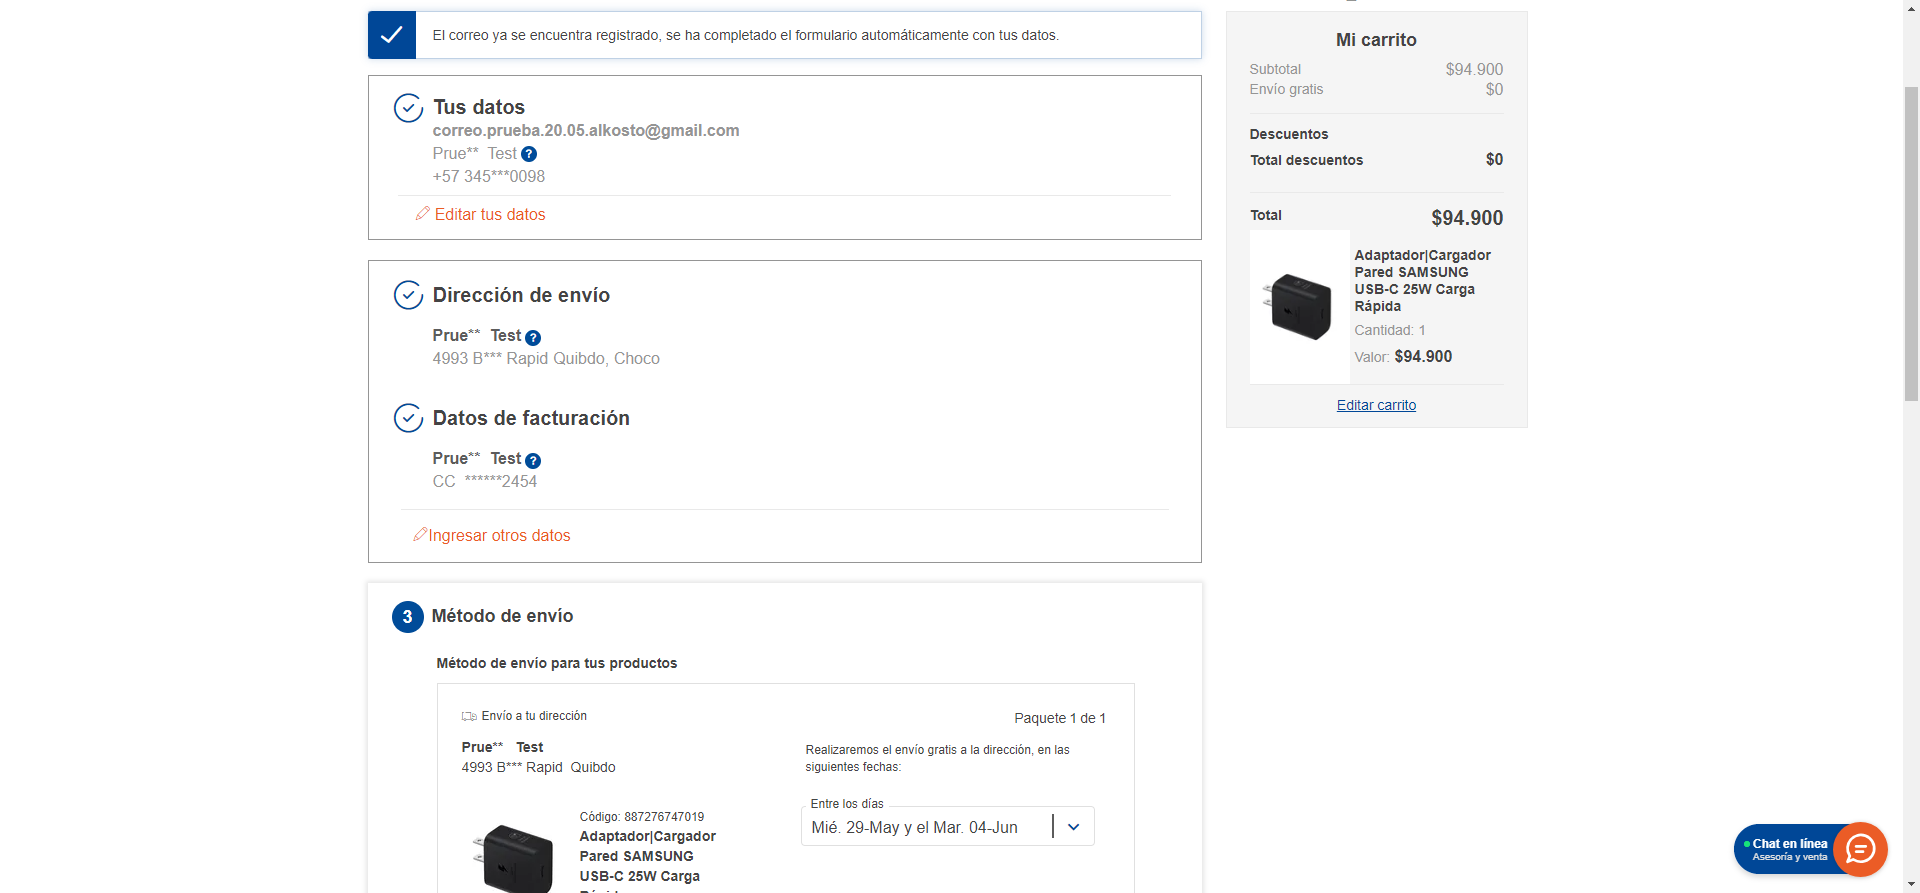 El correo ya se encuentra registrado, se ha completado el formulario automáticamente con tus datos.
Tus datos
correo.prueba.20.05.alkosto@gmail.com
Prue** Test ?
+57 345***0098
Editar tus datos
Dirección de envío
Prue** Test ?
4993 B*** Rapid Quibdo, Choco
Datos de facturación
Prue** Test ?
CC ******2454
Ingresar otros datos
3 Método de envío
Método de envío para tus productos
Envío a tu dirección
Paquete 1 de 1
Prue** Test
4993 B*** Rapid Quibdo
Realizaremos el envío gratis a la dirección, en las
siguientes fechas:
Entre los días
Mié. 29-May y el Mar. 04-Jun
Código: 887276747019
Adaptador|Cargador
Pared SAMSUNG
USB-C 25W Carga
Mi carrito
Subtotal $94.900
Envío gratis $0
Descuentos
Total descuentos $0
Total $94.900
Adaptador|Cargador
Pared SAMSUNG
USB-C 25W Carga
Rápida
Cantidad: 1
Valor: $94.900
Editar carrito
Chat en línea
Asesoría y venta